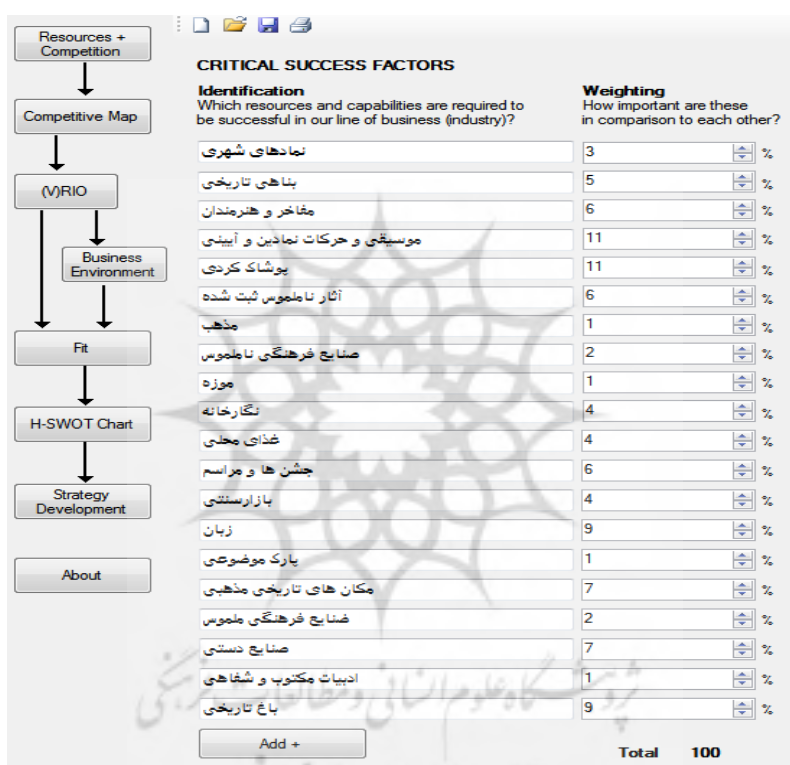 Resources +
Competition
Competitive Map
(V)RIO
Business
Environment
Fit
H-SWOT Chart
Strategy
Development
About
CRITICAL SUCCESS FACTORS
Identification
Which resources and capabilities are required to
be successful in our line of business (industry)?
Weighting
How important are these
in comparison to each other?
نمادهای شهری 3 %
بناهی تاریخی 5 %
مفاخر و هنرمندان 6 %
موسیقی و حرکات نمادین و آیینی 11 %
پوشاک کردی 11 %
آثار ناملموس ثبت شده 6 %
مذهب 1 %
صنایع فرهنگی ناملموس 2 %
موزه 1 %
نگارخانه 4 %
غذای محلی 4 %
جشن ها و مراسم 6 %
بازارسنتی 4 %
زبان 9 %
پارک موضوعی 1 %
مکان های تاریخی مذهبی 7 %
ضنایع فرهنگی ملموس 2 %
صنایع دستی 7 %
ادبیات مکتوب و شفاهی 1 %
باغ تاریخی 9 %
Add +
Total 100
پژوهشگاه علوم انسانی و مطالعات فرهنگی